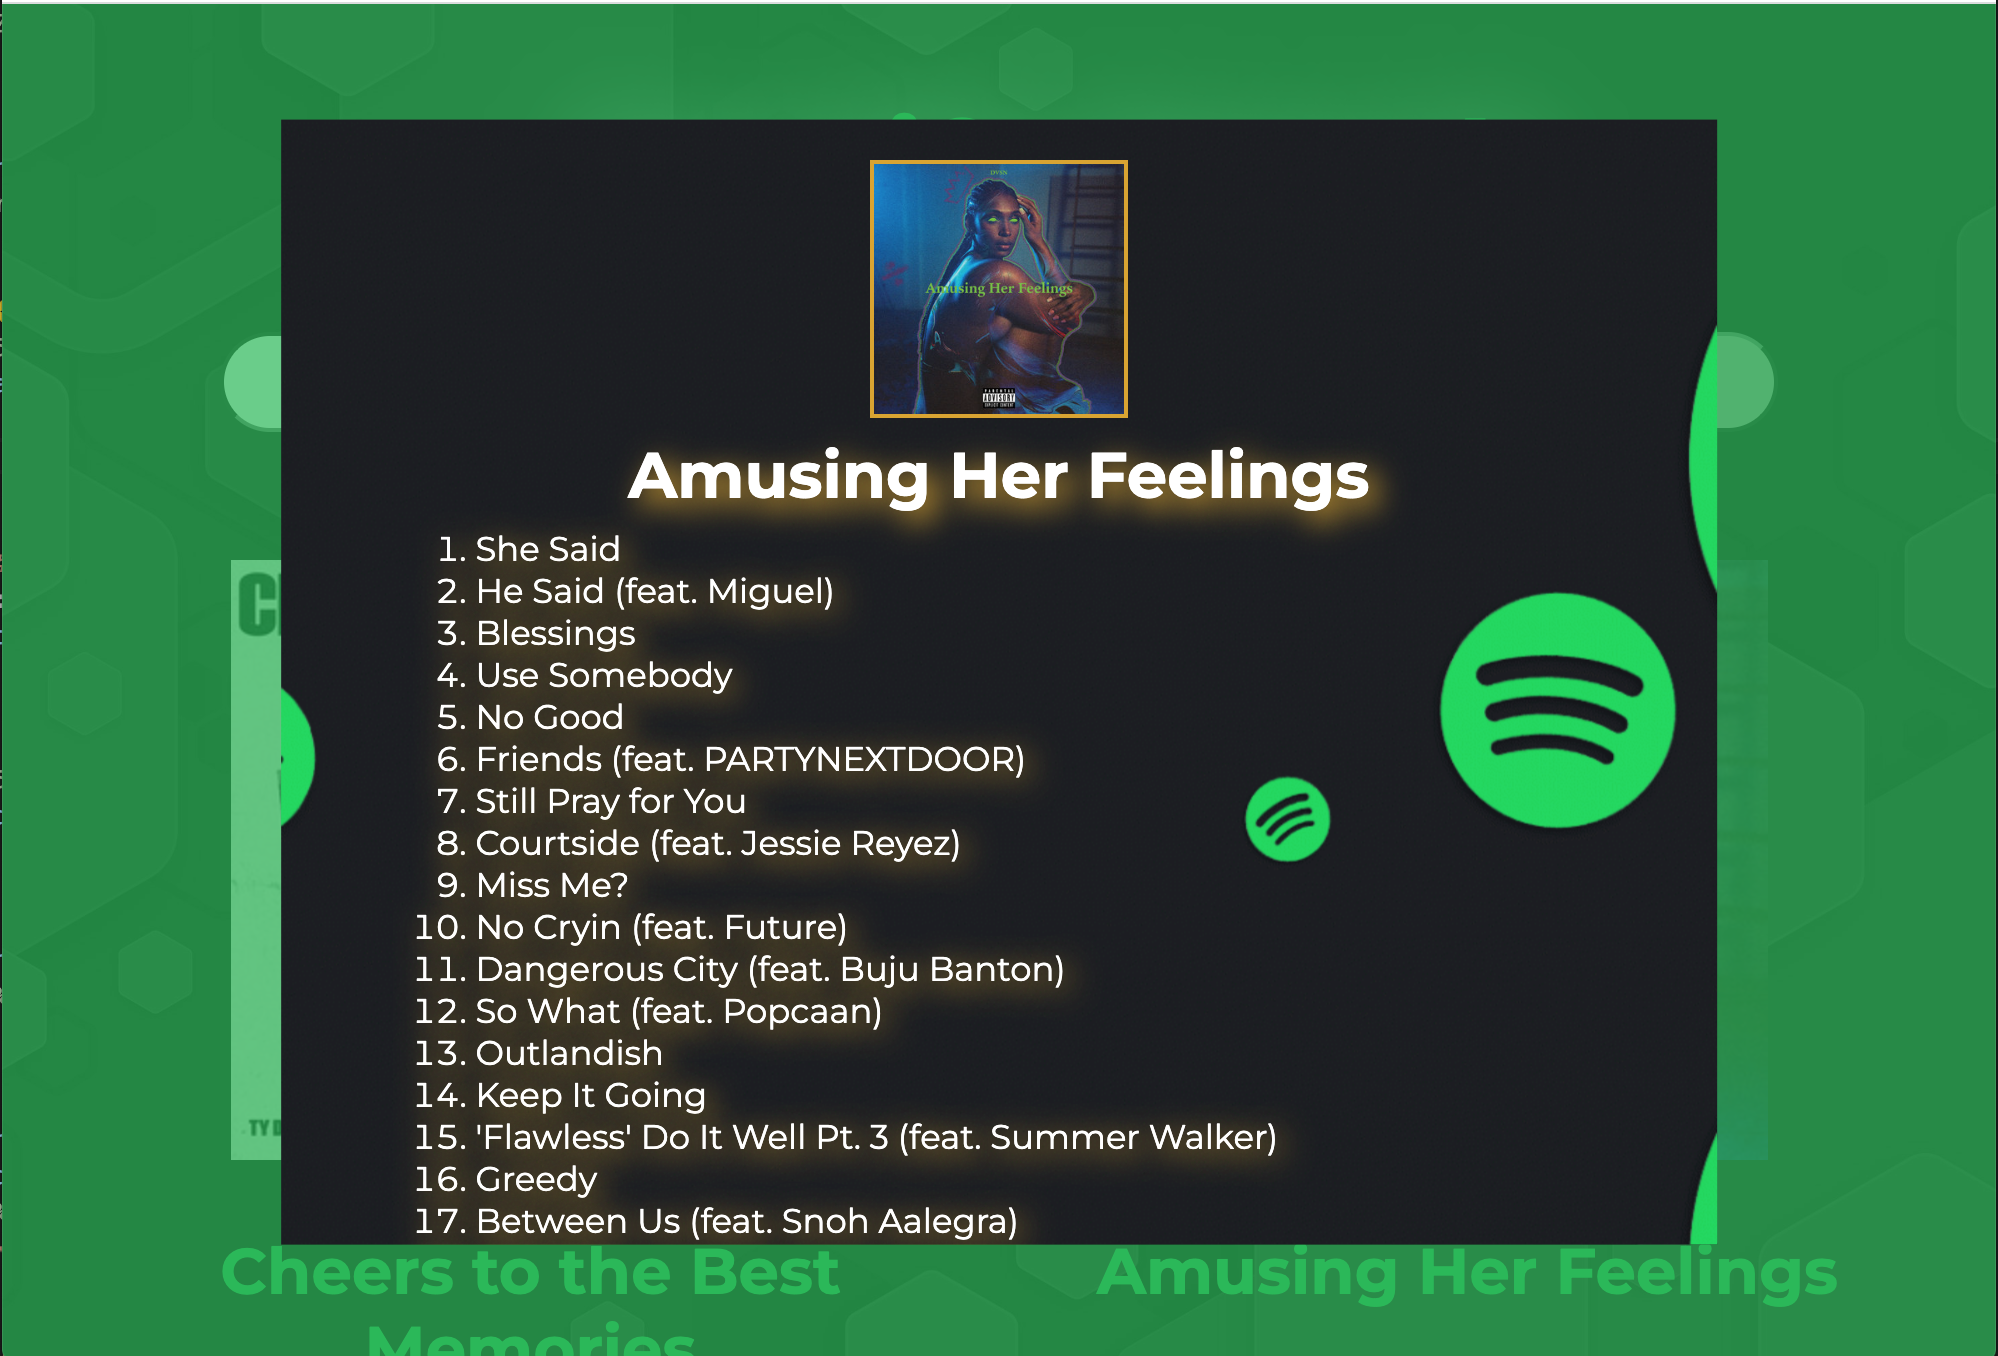 DVSN
Amusing Her Feelings
PARENTAL
ADVISORY
EXPLICIT CONTENT
Amusing Her Feelings
1. She Said
2. He Said (feat. Miguel)
3. Blessings
4. Use Somebody
5. No Good
6. Friends (feat. PARTYNEXTDOOR)
7. Still Pray for You
8. Courtside (feat. Jessie Reyez)
9. Miss Me?
10. No Cryin (feat. Future)
11. Dangerous City (feat. Buju Banton)
12. So What (feat. Popcaan)
13. Outlandish
14. Keep It Going
15. 'Flawless' Do It Well Pt. 3 (feat. Summer Walker)
16. Greedy
17. Between Us (feat. Snoh Aalegra)
TY D
Cheers to the Best
Memories
Amusing Her Feelings